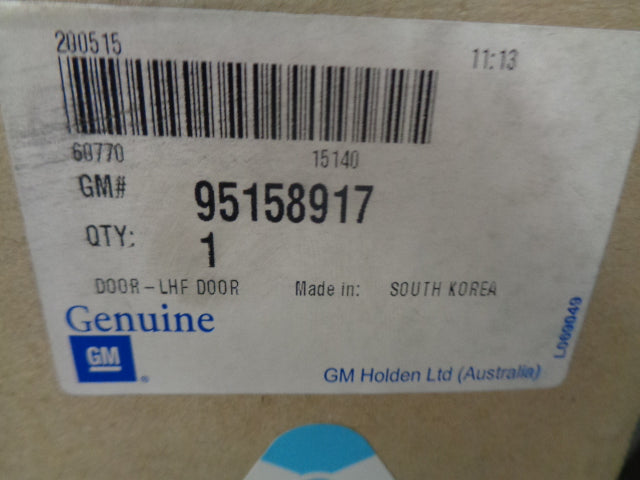 200515 11:13
60770 15140
GM# 95158917
QTY: 1
DOOR-LHF DOOR Made in: SOUTH KOREA
Genuine
GM ®
GM Holden Ltd (Australia)
L069049